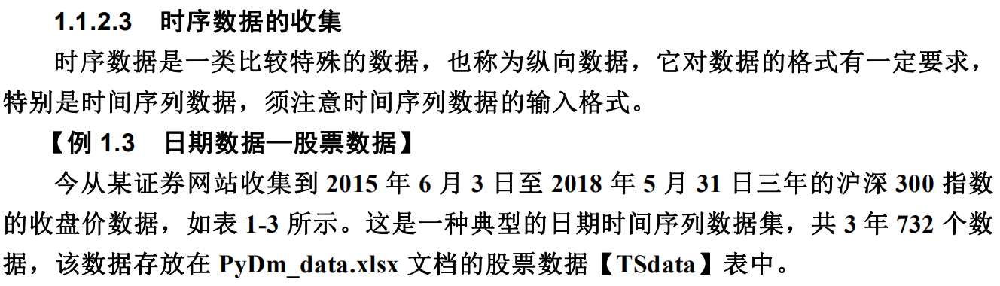 1.1.2.3 时序数据的收集
时序数据是一类比较特殊的数据，也称为纵向数据，它对数据的格式有一定要求，
特别是时间序列数据，须注意时间序列数据的输入格式。
【例 1.3 日期数据—股票数据】
今从某证券网站收集到 2015 年 6 月 3 日至 2018 年 5 月 31 日三年的沪深 300 指数
的收盘价数据，如表 1-3 所示。这是一种典型的日期时间序列数据集，共 3 年 732 个数
据，该数据存放在 PyDm_data.xlsx 文档的股票数据【TSdata】表中。